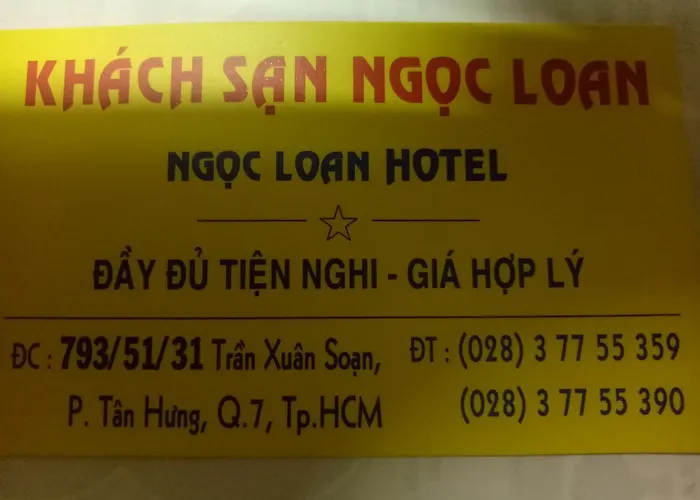 KHÁCH SẠN NGỌC LOAN
NGỌC LOAN HOTEL
ĐẦY ĐỦ TIỆN NGHI - GIÁ HỢP LÝ
ĐC : 793/51/31 Trần Xuân Soạn,
P. Tân Hưng, Q.7, Tp.HCM
ĐT : (028) 3 77 55 359
(028) 3 77 55 390